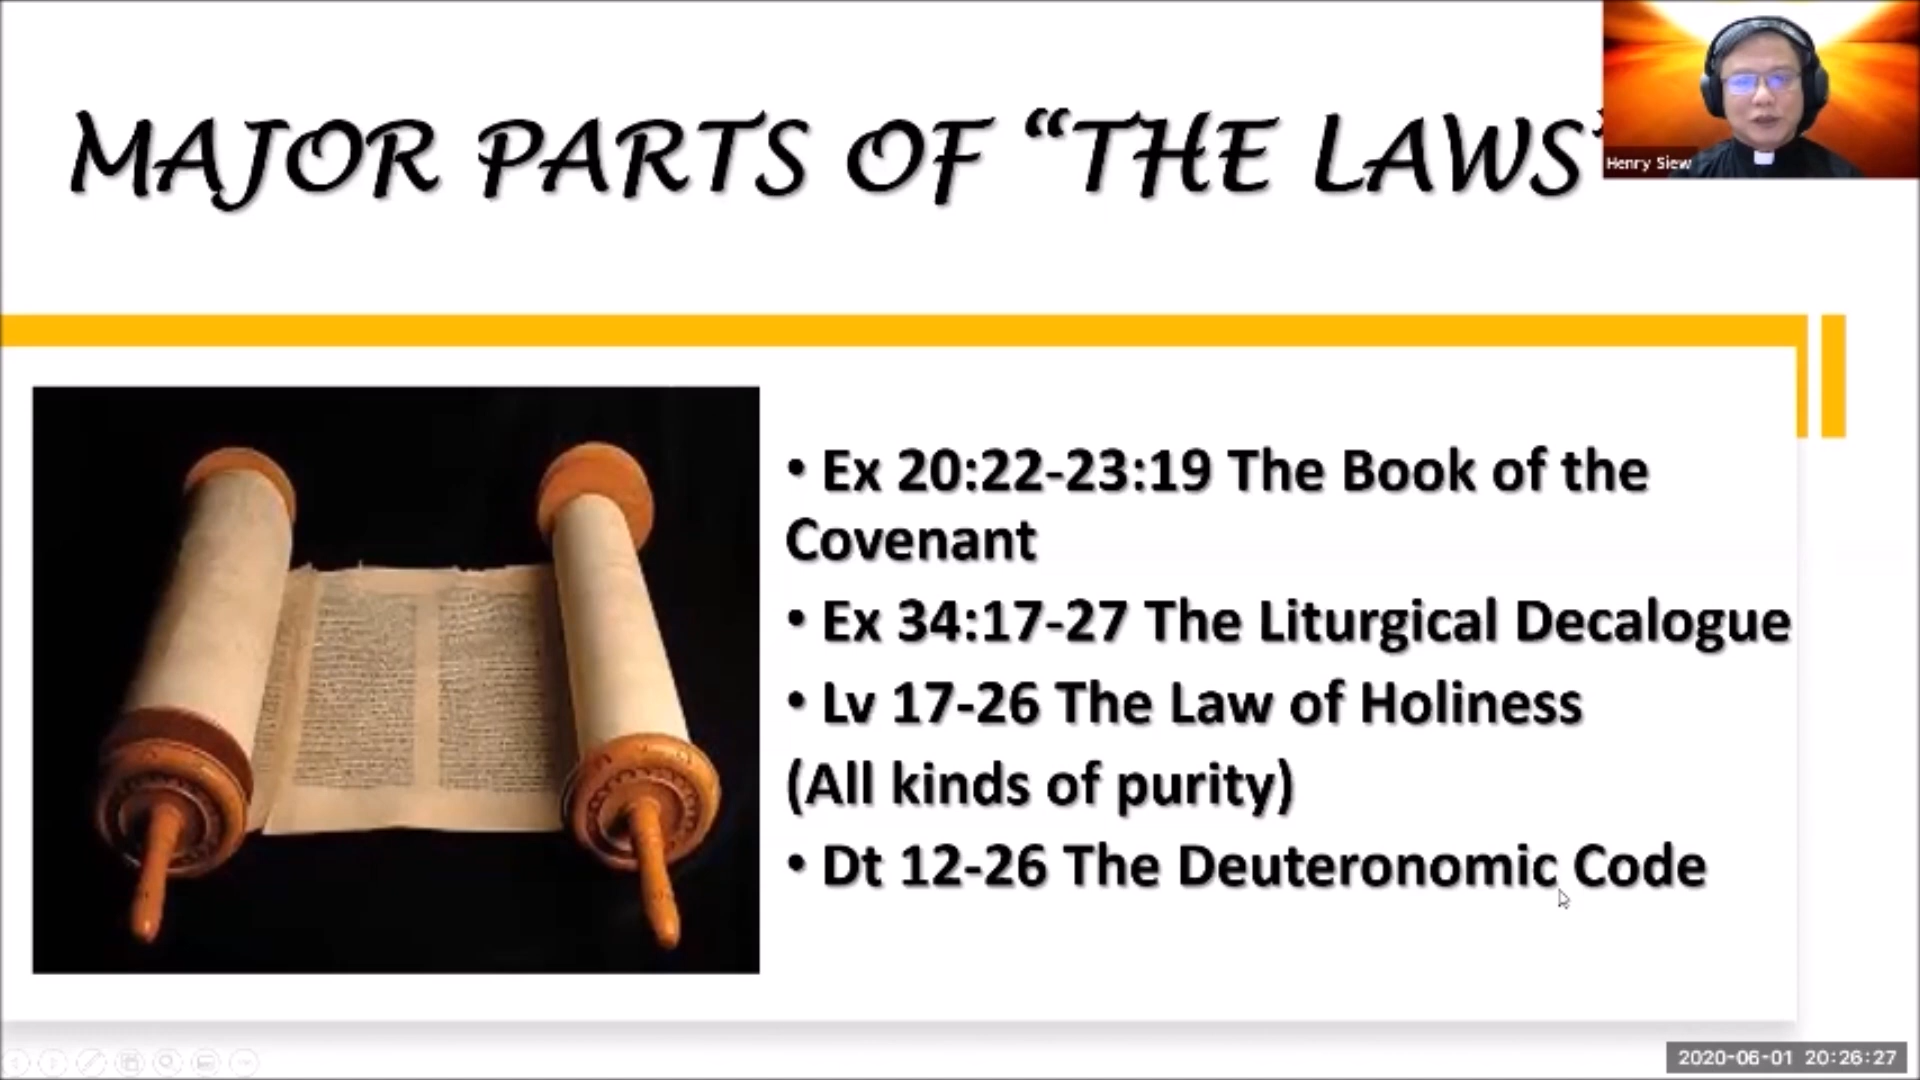 MAJOR PARTS OF “THE LAWS”
Henry Siew
• Ex 20:22-23:19 The Book of the
Covenant
• Ex 34:17-27 The Liturgical Decalogue
• Lv 17-26 The Law of Holiness
(All kinds of purity)
• Dt 12-26 The Deuteronomic Code
2020-06-01 20:26:27